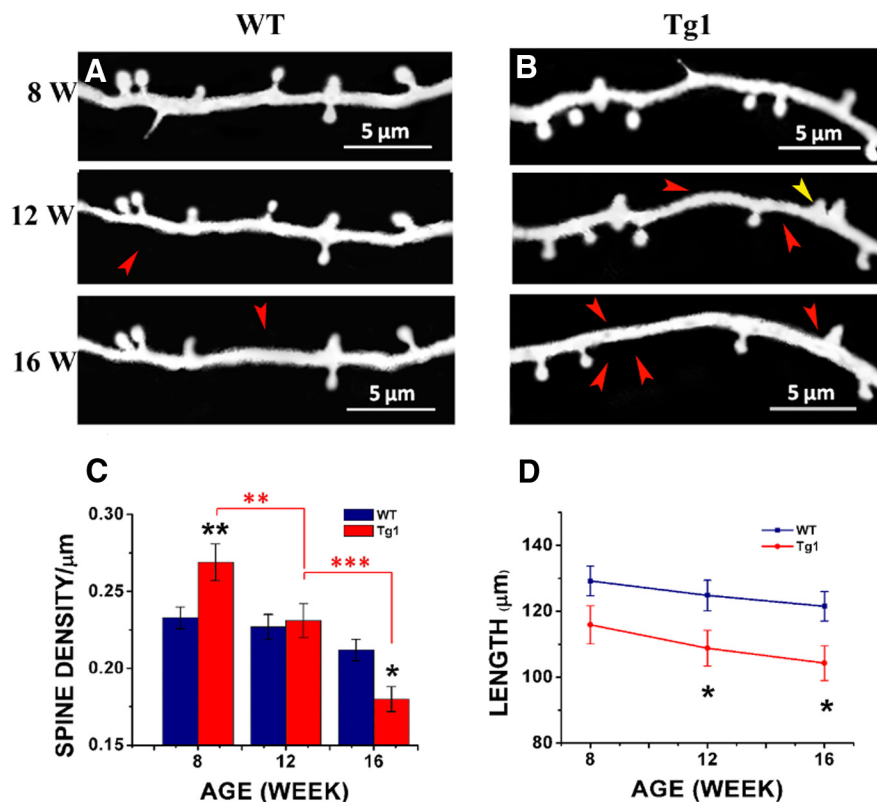 WT Tg1
A B
8 W
5 μm 5 μm
12 W
16 W
5 μm 5 μm
C D
SPINE DENSITY/μm
0.30
0.25
0.20
0.15
** ** *** *
WT
Tg1
8 12 16
AGE (WEEK)
LENGTH (μm)
140
120
100
80
WT
Tg1
* *
8 12 16
AGE (WEEK)